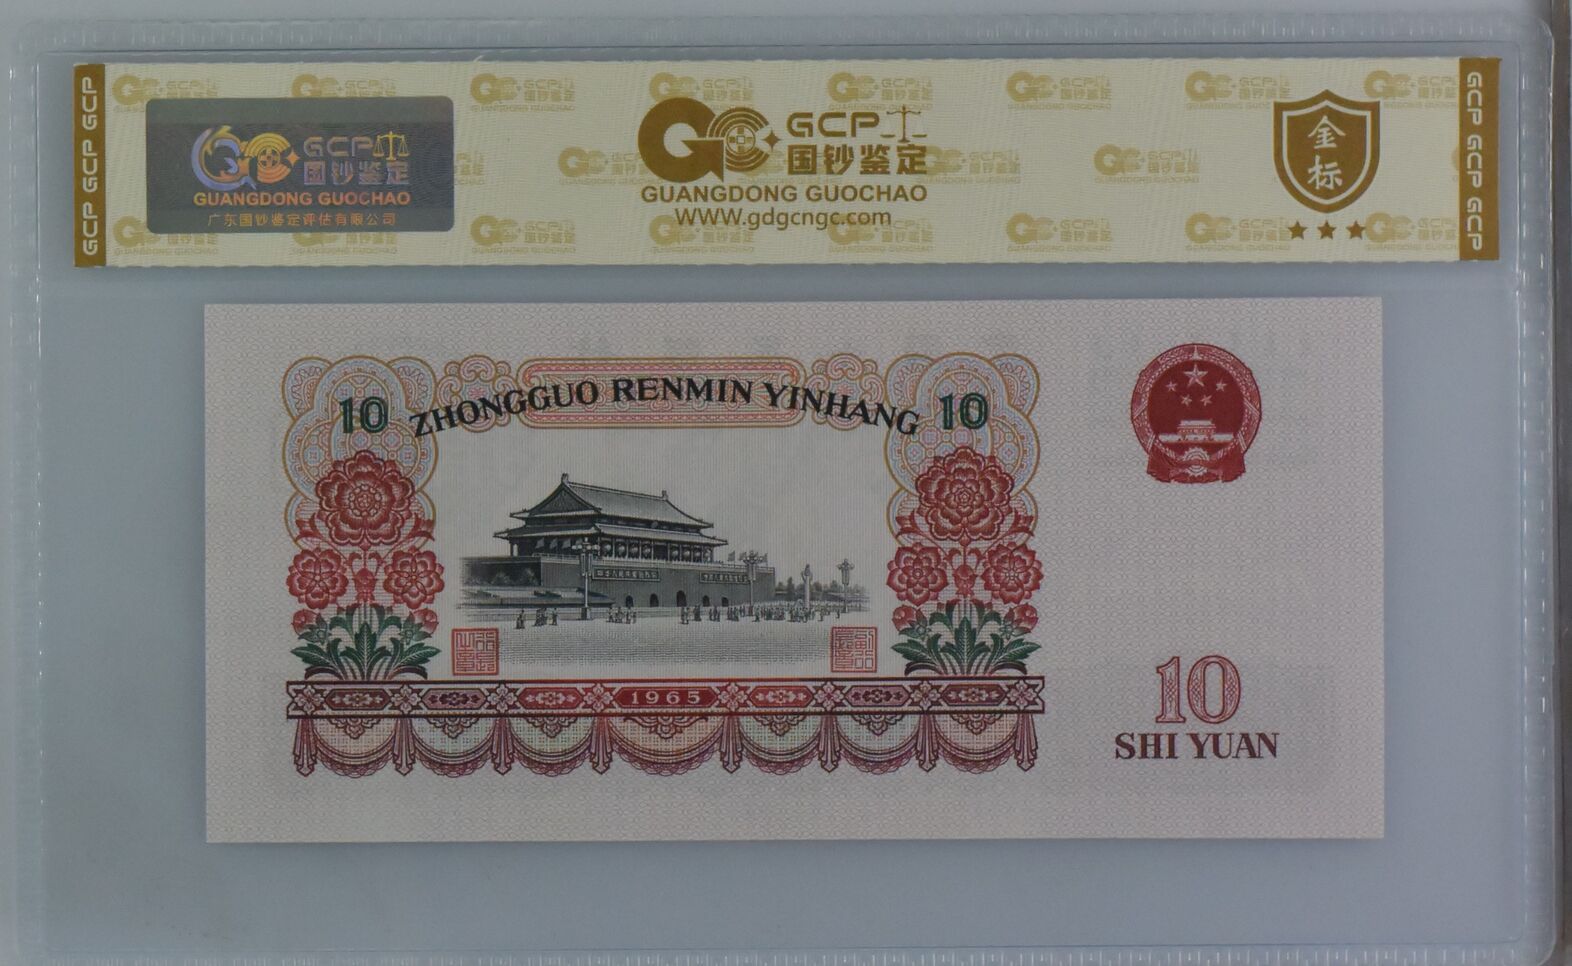 GCP GCP GCP
GCP
国钞鉴定
GUANGDONG GUOCHAO
广东国钞鉴定评估有限公司
GCP
国钞鉴定
GUANGDONG GUOCHAO
WWW.gdgcngc.com
金
标
GCP GCP GCP
10 ZHONGGUO RENMIN YINHANG 10
1965
10
SHI YUAN